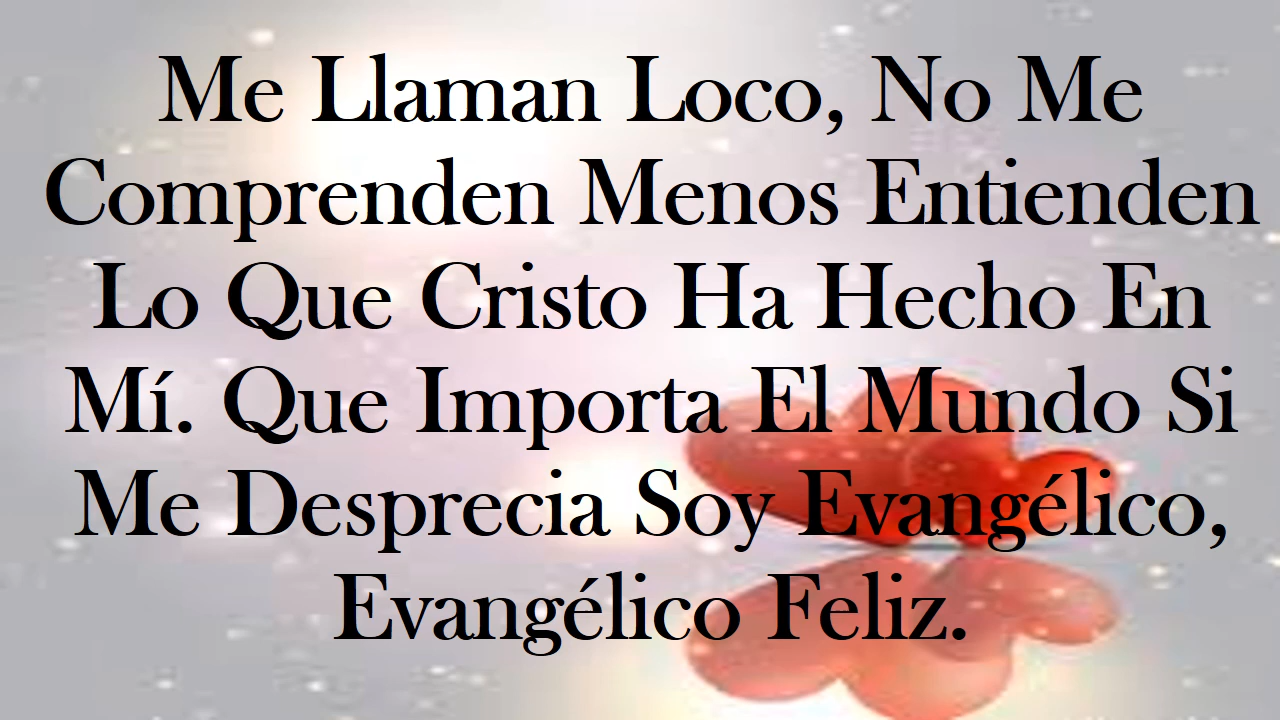 Me Llaman Loco, No Me
Comprenden Menos Entienden
Lo Que Cristo Ha Hecho En
Mí. Que Importa El Mundo Si
Me Desprecia Soy Evangélico,
Evangélico Feliz.